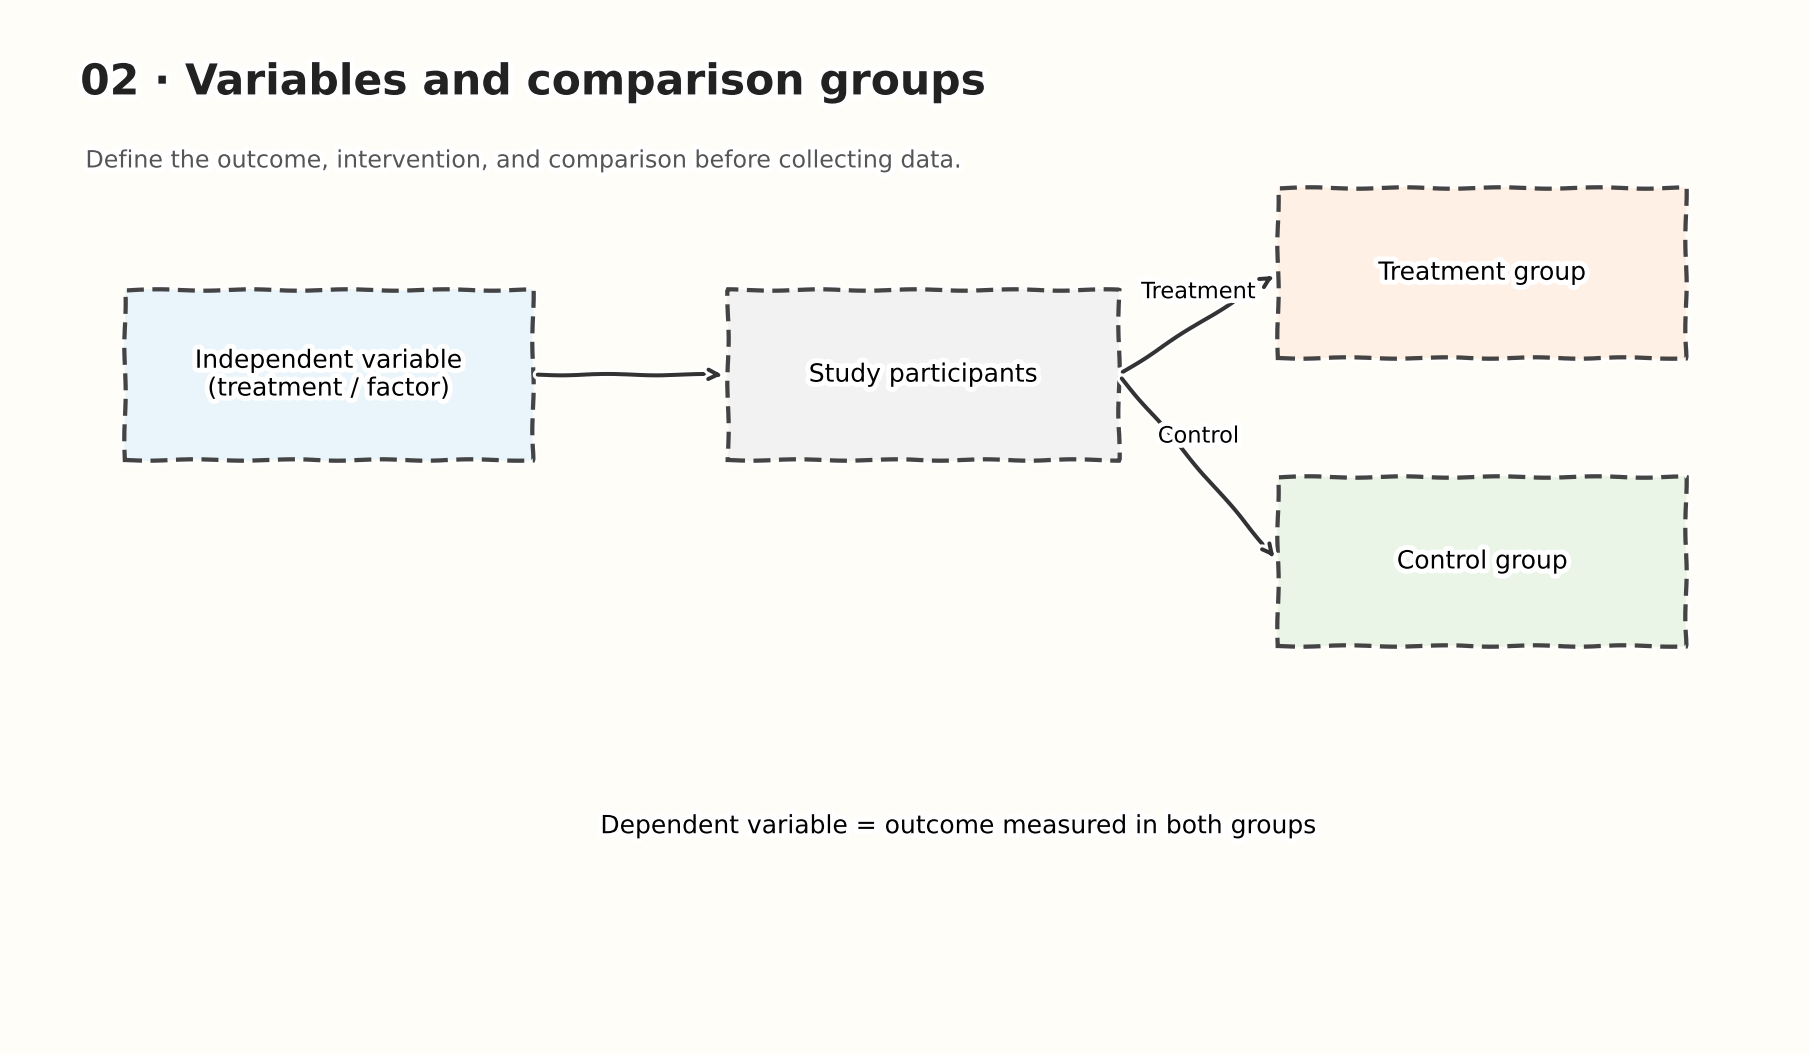 02 · Variables and comparison groups
Define the outcome, intervention, and comparison before collecting data.
Independent variable
(treatment / factor)
Study participants
Treatment
Treatment group
Control
Control group
Dependent variable = outcome measured in both groups